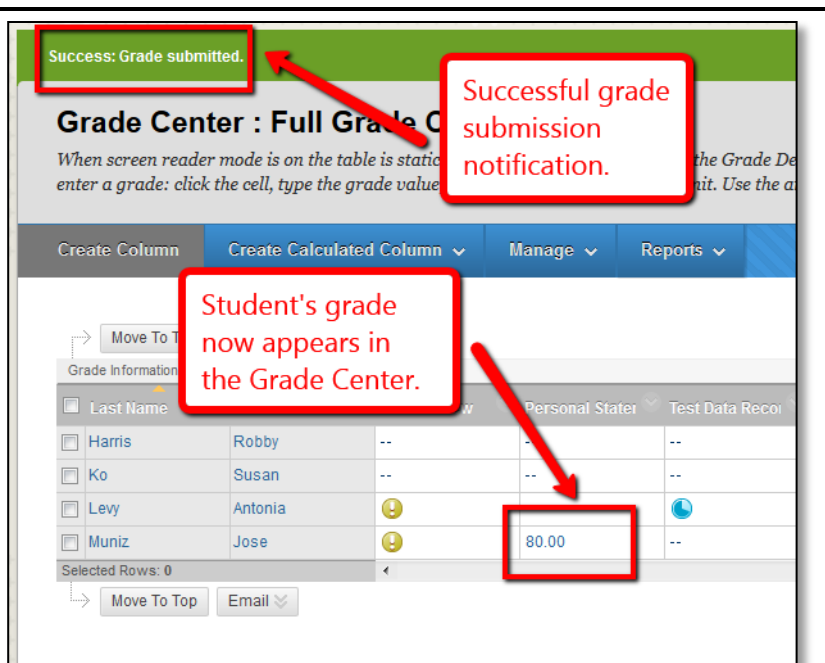 Success: Grade submitted.
Successful grade
submission
notification.
Grade Center : Full Grade C
When screen reader mode is on the table is static the Grade De
enter a grade: click the cell, type the grade value, nit. Use the a
Create Column Create Calculated Column Manage Reports
Student's grade
now appears in
the Grade Center.
Move To T
Grade Information
Last Name w Personal Stater Test Data Recor
Harris Robby -- -- --
Ko Susan -- -- --
Levy Antonia
Muniz Jose 80.00 --
Selected Rows: 0
Move To Top Email